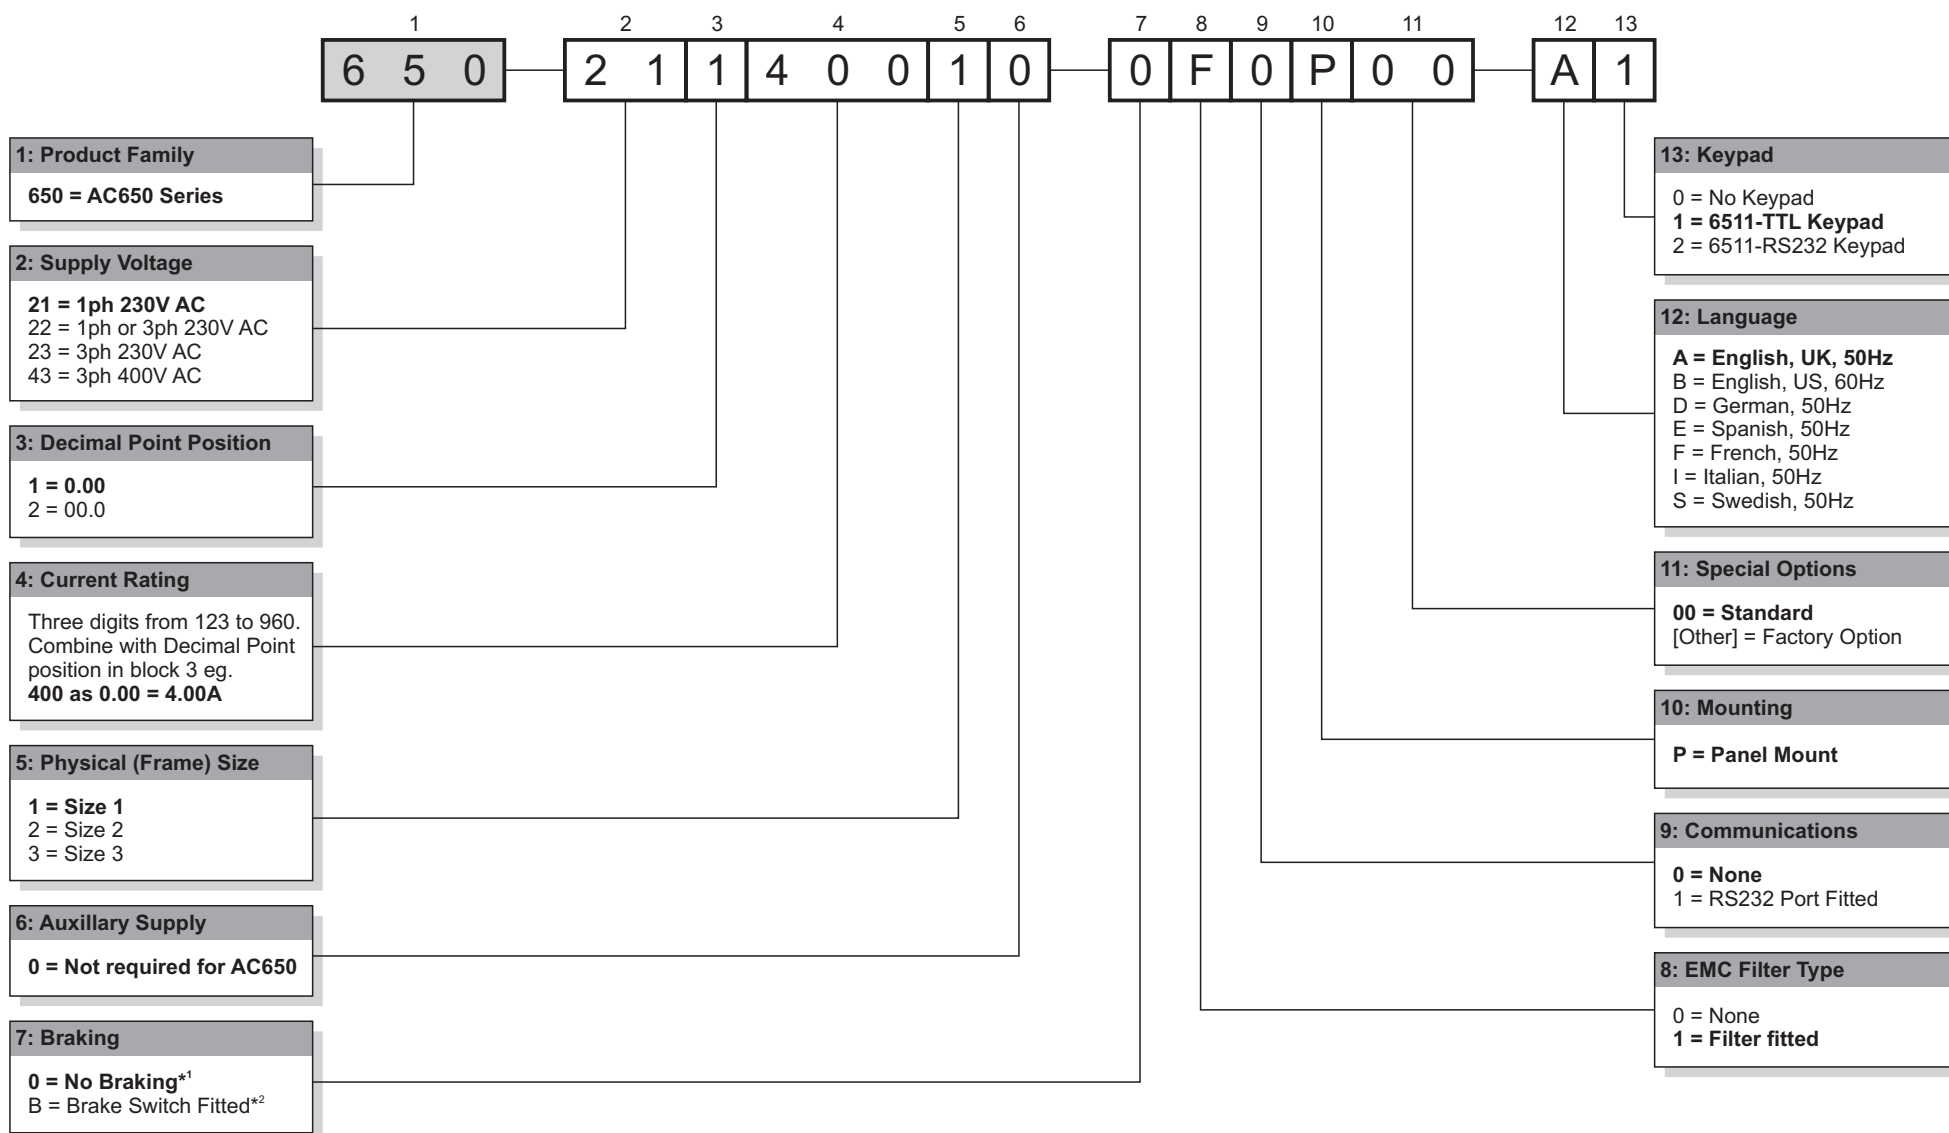 1 2 3 4 5 6 7 8 9 10 11 12 13
6 5 0 2 1 1 4 0 0 1 0 0 F 0 P 0 0 A 1
1: Product Family
650 = AC650 Series
2: Supply Voltage
21 = 1ph 230V AC
22 = 1ph or 3ph 230V AC
23 = 3ph 230V AC
43 = 3ph 400V AC
3: Decimal Point Position
1 = 0.00
2 = 00.0
4: Current Rating
Three digits from 123 to 960.
Combine with Decimal Point
position in block 3 eg.
400 as 0.00 = 4.00A
5: Physical (Frame) Size
1 = Size 1
2 = Size 2
3 = Size 3
6: Auxillary Supply
0 = Not required for AC650
7: Braking
0 = No Braking*¹
B = Brake Switch Fitted*²
13: Keypad
0 = No Keypad
1 = 6511-TTL Keypad
2 = 6511-RS232 Keypad
12: Language
A = English, UK, 50Hz
B = English, US, 60Hz
D = German, 50Hz
E = Spanish, 50Hz
F = French, 50Hz
I = Italian, 50Hz
S = Swedish, 50Hz
11: Special Options
00 = Standard
[Other] = Factory Option
10: Mounting
P = Panel Mount
9: Communications
0 = None
1 = RS232 Port Fitted
8: EMC Filter Type
0 = None
1 = Filter fitted